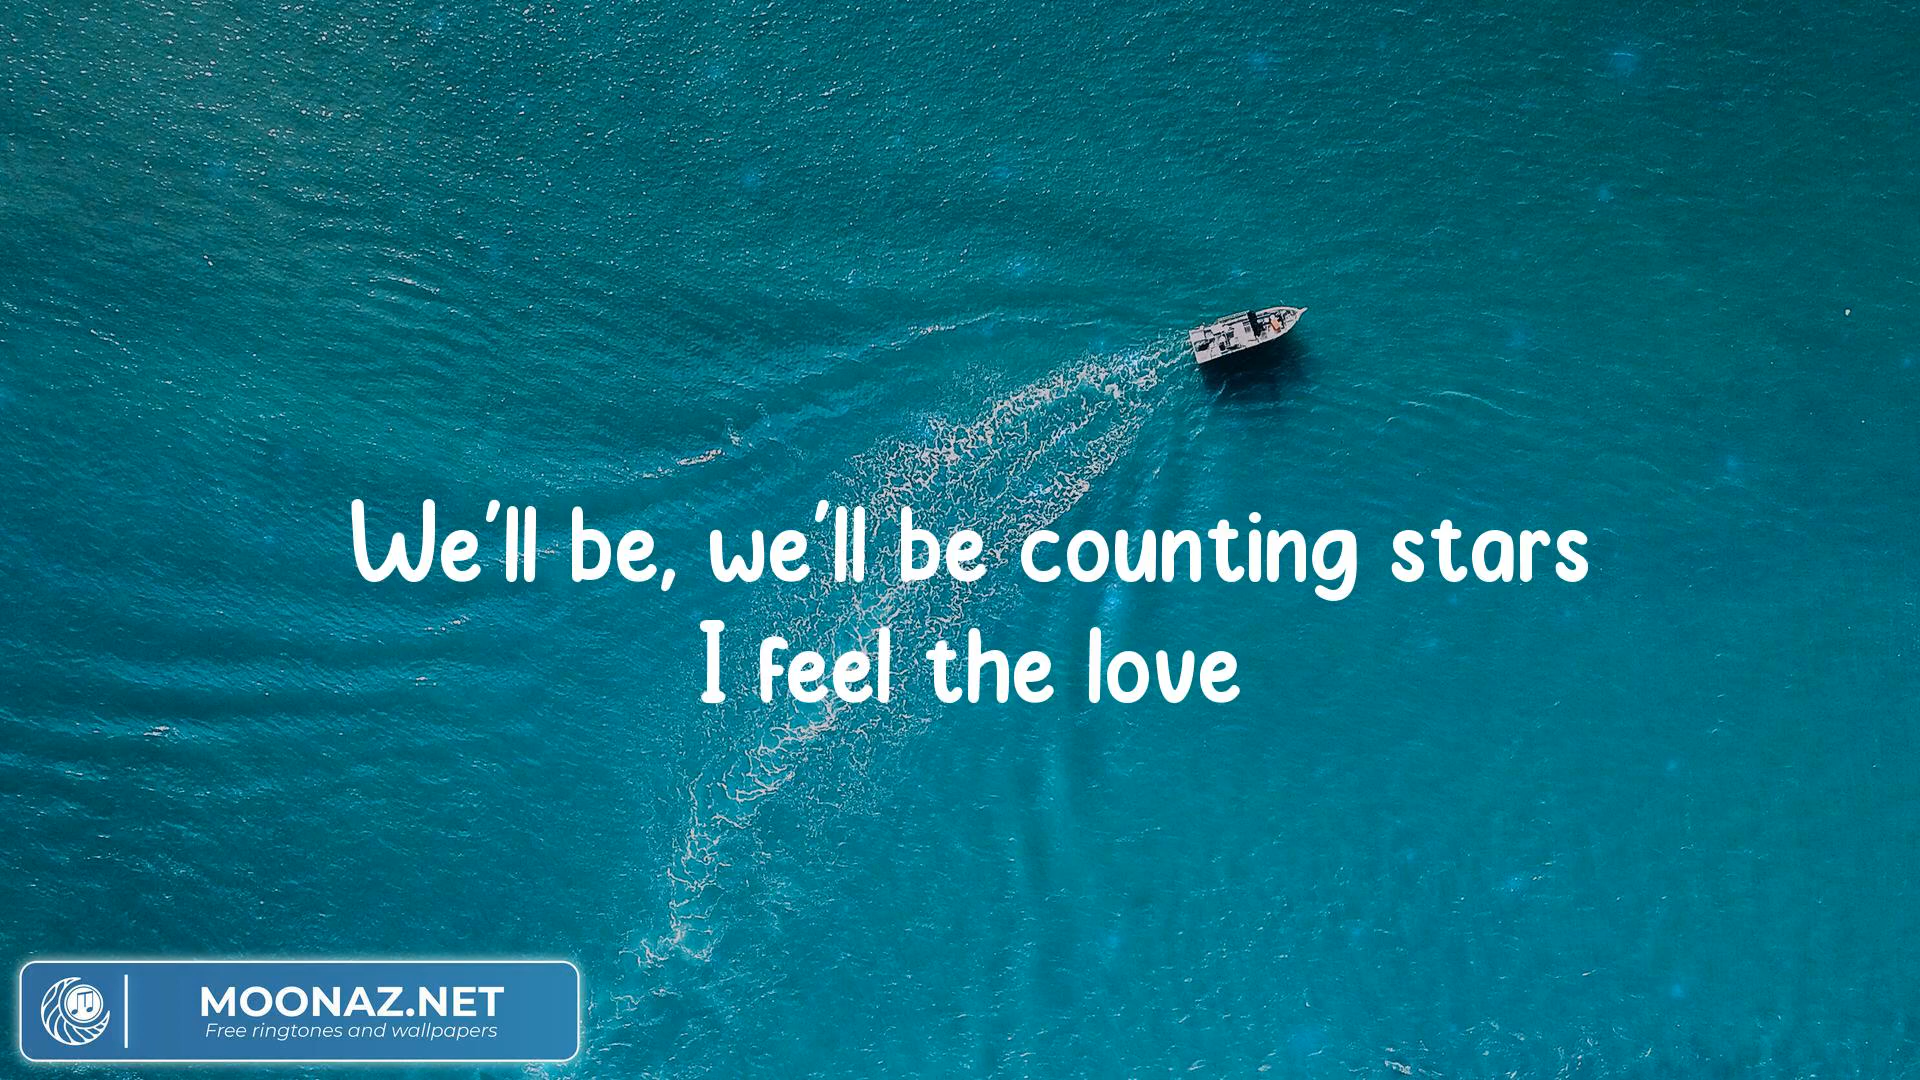 We'll be, we'll be counting stars
I feel the love
MOONAZ.NET
Free ringtones and wallpapers